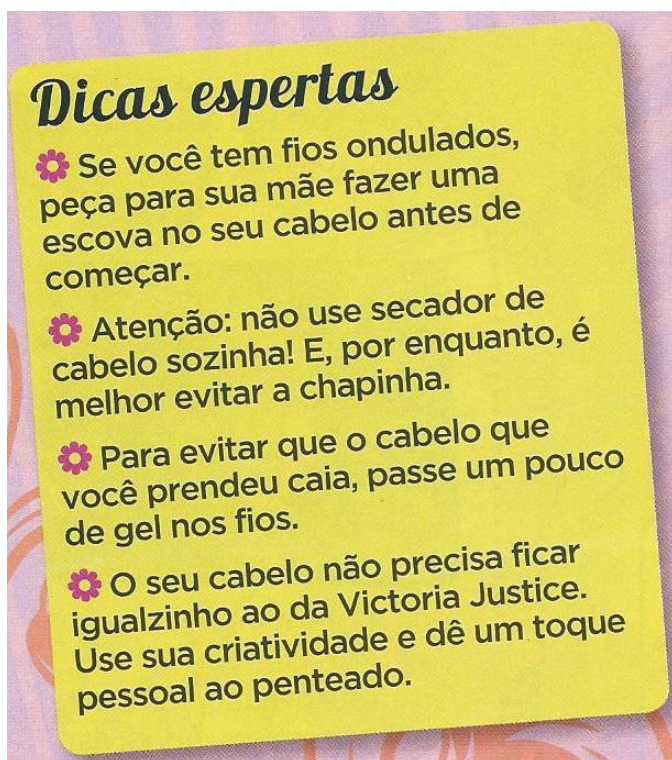 Dicas espertas
Se você tem fios ondulados,
peça para sua mãe fazer uma
escova no seu cabelo antes de
começar.
Atenção: não use secador de
cabelo sozinha! E, por enquanto, é
melhor evitar a chapinha.
Para evitar que o cabelo que
você prendeu caia, passe um pouco
de gel nos fios.
O seu cabelo não precisa ficar
igualzinho ao da Victoria Justice.
Use sua criatividade e dê um toque
pessoal ao penteado.